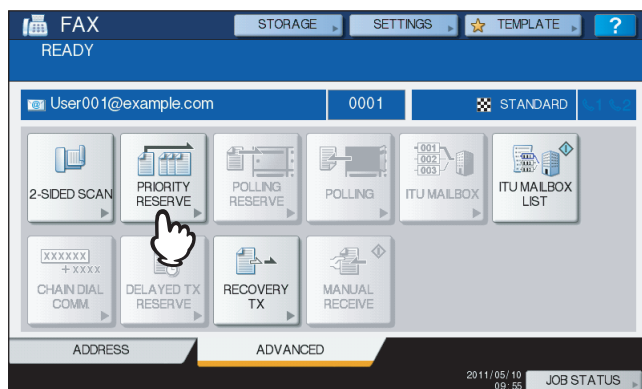 FAX
STORAGE
SETTINGS
TEMPLATE
?
READY
User001@example.com
0001
STANDARD
1
2
2-SIDED SCAN
PRIORITY
RESERVE
POLLING
RESERVE
POLLING
001
002
003
ITU MAILBOX
ITU MAILBOX
LIST
XXXXXX
+ XXXX
CHAIN DIAL
COMM.
DELAYED TX
RESERVE
RECOVERY
TX
MANUAL
RECEIVE
ADDRESS
ADVANCED
2011/05/10
09:55
JOB STATUS